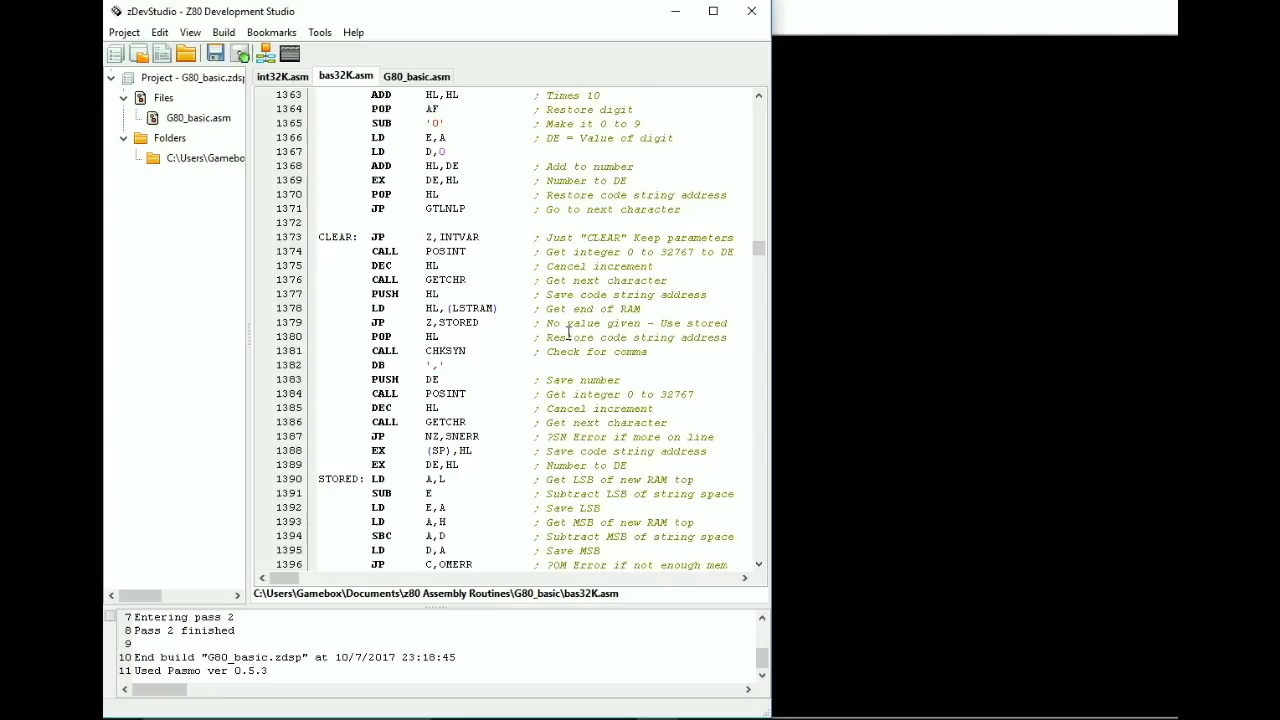 zDevStudio - Z80 Development Studio
Project Edit View Build Bookmarks Tools Help
Project - G80_basic.zdsp
Files
G80_basic.asm
Folders
C:\Users\Gamebo
int32K.asm bas32K.asm G80_basic.asm
1363 ADD HL,HL ; Times 10
1364 POP AF ; Restore digit
1365 SUB '0' ; Make it 0 to 9
1366 LD E,A ; DE = Value of digit
1367 LD D,0
1368 ADD HL,DE ; Add to number
1369 EX DE,HL ; Number to DE
1370 POP HL ; Restore code string address
1371 JP GTLNLP ; Go to next character
1372
1373 CLEAR: JP Z,INTVAR ; Just "CLEAR" Keep parameters
1374 CALL POSINT ; Get integer 0 to 32767 to DE
1375 DEC HL ; Cancel increment
1376 CALL GETCHR ; Get next character
1377 PUSH HL ; Save code string address
1378 LD HL,(LSTRAM) ; Get end of RAM
1379 JP Z,STORED ; No value given - Use stored
1380 POP HL ; Restore code string address
1381 CALL CHKSYN ; Check for comma
1382 DB ','
1383 PUSH DE ; Save number
1384 CALL POSINT ; Get integer 0 to 32767
1385 DEC HL ; Cancel increment
1386 CALL GETCHR ; Get next character
1387 JP NZ,SNERR ; ?SN Error if more on line
1388 EX (SP),HL ; Save code string address
1389 EX DE,HL ; Number to DE
1390 STORED: LD A,L ; Get LSB of new RAM top
1391 SUB E ; Subtract LSB of string space
1392 LD E,A ; Save LSB
1393 LD A,H ; Get MSB of new RAM top
1394 SBC A,D ; Subtract MSB of string space
1395 LD D,A ; Save MSB
1396 JP C,OMERR ; ?OM Error if not enough mem
C:\Users\Gamebox\Documents\z80 Assembly Routines\G80_basic\bas32K.asm
7 Entering pass 2
8 Pass 2 finished
9
10 End build "G80_basic.zdsp" at 10/7/2017 23:18:45
11 Used Pasmo ver 0.5.3